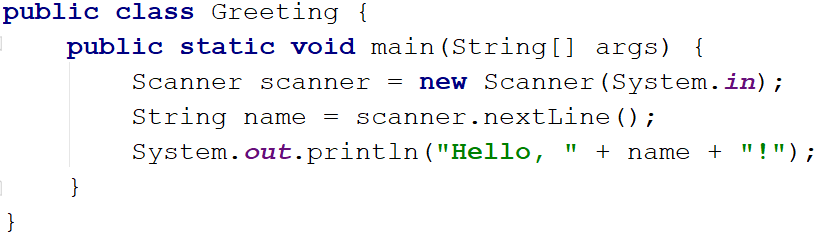 public class Greeting {
    public static void main(String[] args) {
        Scanner scanner = new Scanner(System.in);
        String name = scanner.nextLine();
        System.out.println("Hello, " + name + "!");
    }
}